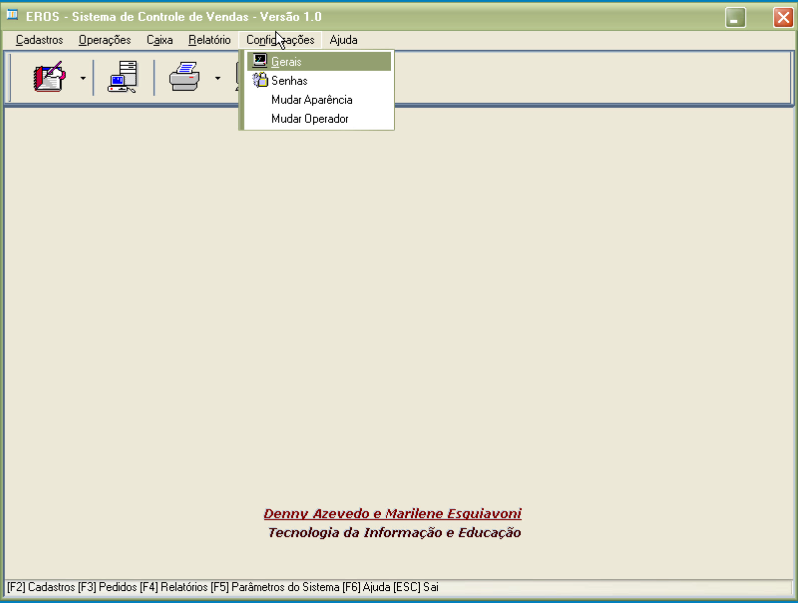 EROS - Sistema de Controle de Vendas - Versão 1.0
Cadastros Operações Caixa Relatório Configurações Ajuda
Gerais
Senhas
Mudar Aparência
Mudar Operador
Denny Azevedo e Marilene Esquiavoni
Tecnologia da Informação e Educação
[F2] Cadastros [F3] Pedidos [F4] Relatórios [F5] Parâmetros do Sistema [F6] Ajuda [ESC] Sai